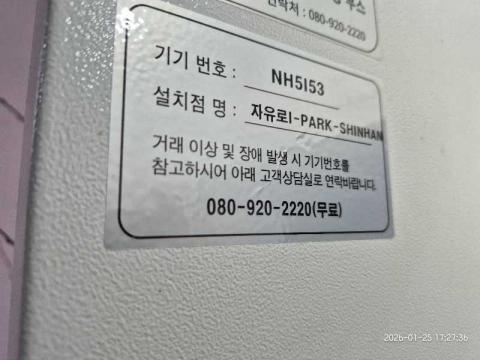 연락처 : 080-920-2220
기기 번호 : NH5153
설치점 명 : 자유로I-PARK-SHINHAN
거래 이상 및 장애 발생 시 기기번호를
참고하시어 아래 고객상담실로 연락바랍니다.
080-920-2220(무료)
2026-01-25 17:27:36